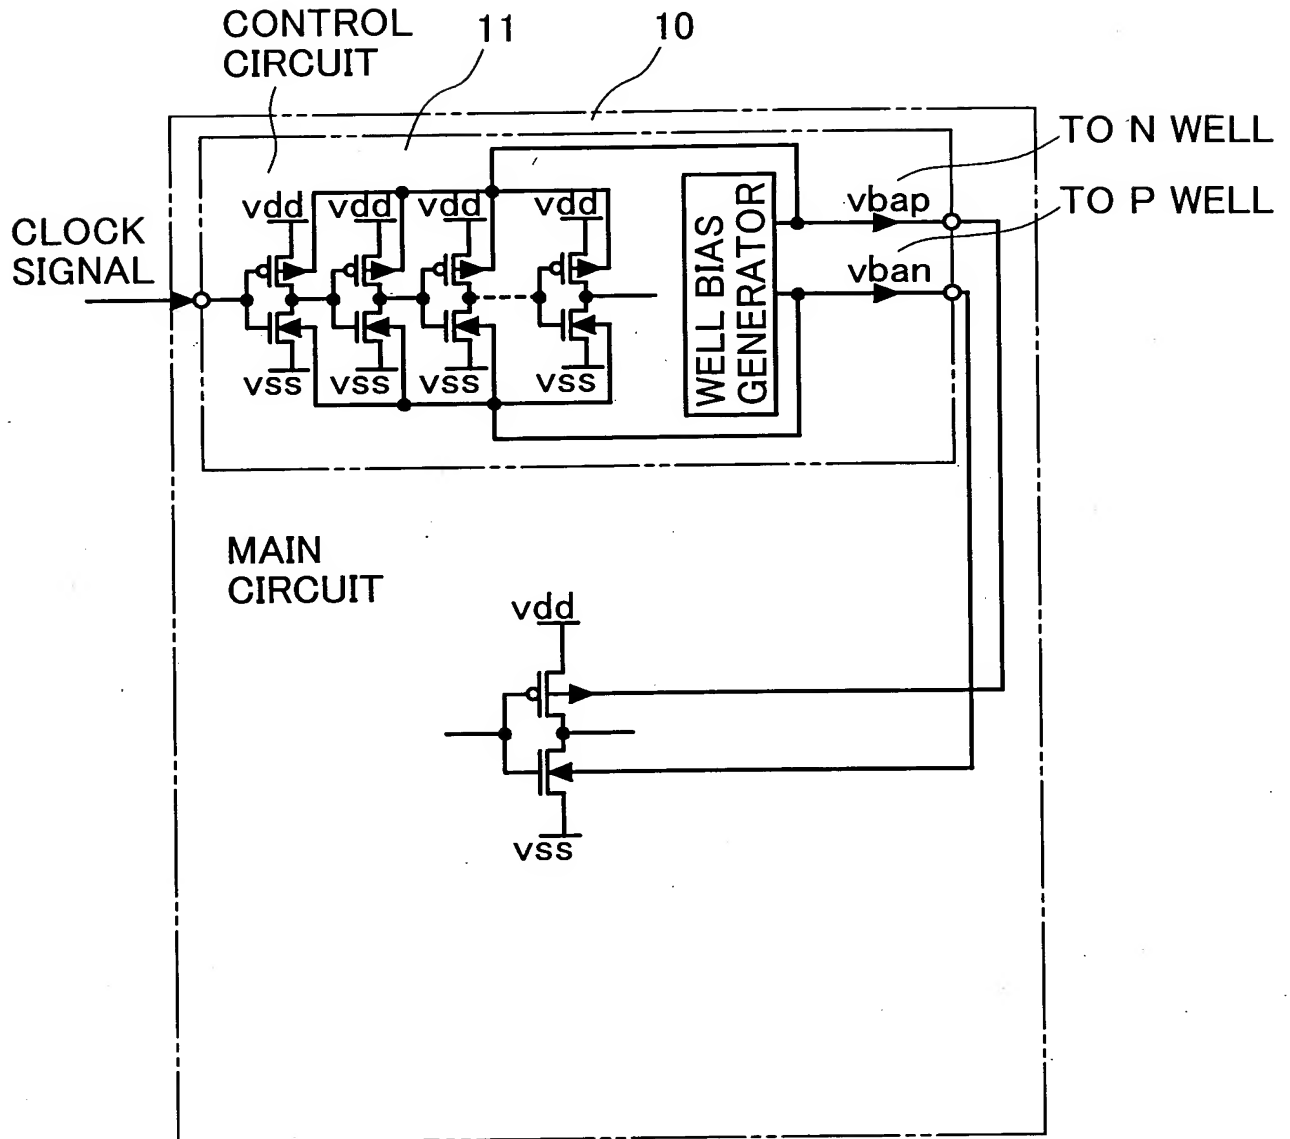 CONTROL
CIRCUIT
11
10
TO N WELL
TO P WELL
CLOCK
SIGNAL
vdd
vdd
vdd
vdd
vss
vss
vss
vss
WELL BIAS
GENERATOR
vbap
vban
MAIN
CIRCUIT
vdd
vss